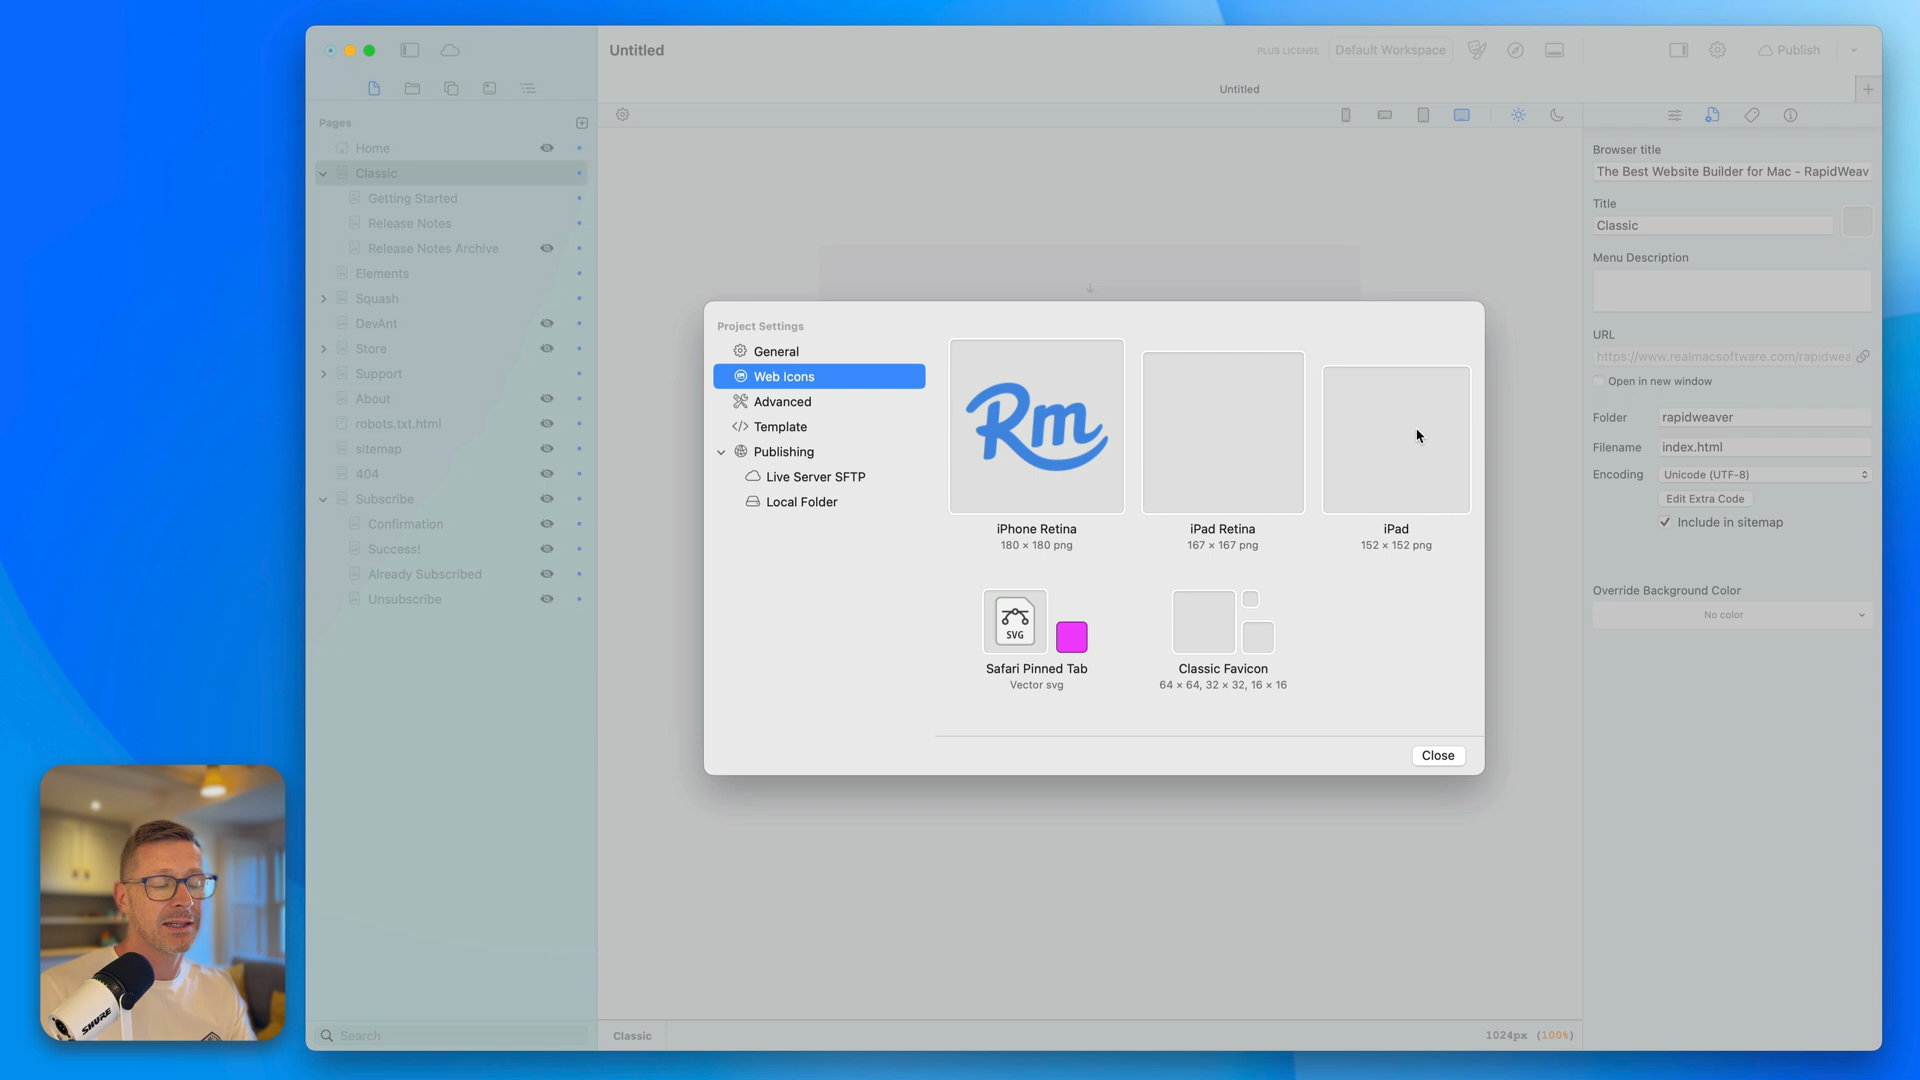 Untitled
PLUS LICENSE
Default Workspace
Publish
Untitled
Pages
Home
Classic
Getting Started
Release Notes
Release Notes Archive
Elements
Squash
DevAnt
Store
Support
About
robots.txt.html
sitemap
404
Subscribe
Confirmation
Success!
Already Subscribed
Unsubscribe
Search
Project Settings
General
Web Icons
Advanced
Template
Publishing
Live Server SFTP
Local Folder
Rm
iPhone Retina
180 × 180 png
iPad Retina
167 × 167 png
iPad
152 × 152 png
SVG
Safari Pinned Tab
Vector svg
Classic Favicon
64 × 64, 32 × 32, 16 × 16
Close
Browser title
The Best Website Builder for Mac - RapidWeav
Title
Classic
Menu Description
URL
https://www.realmacsoftware.com/rapidwea
Open in new window
Folder
rapidweaver
Filename
index.html
Encoding
Unicode (UTF-8)
Edit Extra Code
Include in sitemap
Override Background Color
No color
Classic
1024px (100%)
SHURE